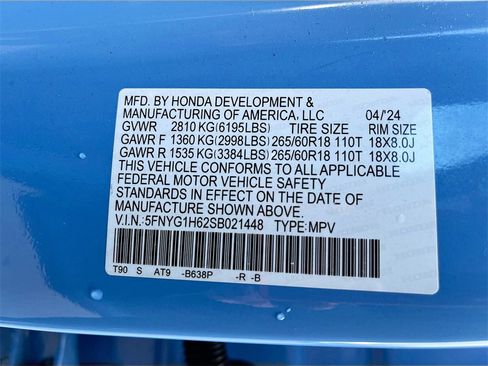 MFD. BY HONDA DEVELOPMENT &
MANUFACTURING OF AMERICA, LLC 04/'24
GVWR 2810 KG(6195LBS) TIRE SIZE RIM SIZE
GAWR F 1360 KG(2998LBS) 265/60R18 110T 18X8.0J
GAWR R 1535 KG(3384LBS) 265/60R18 110T 18X8.0J
THIS VEHICLE CONFORMS TO ALL APPLICABLE
FEDERAL MOTOR VEHICLE SAFETY
STANDARDS IN EFFECT ON THE DATE OF
MANUFACTURE SHOWN ABOVE.
V.I.N.:5FNYG1H62SB021448 TYPE:MPV
T90 S AT9 -B638P -R -B